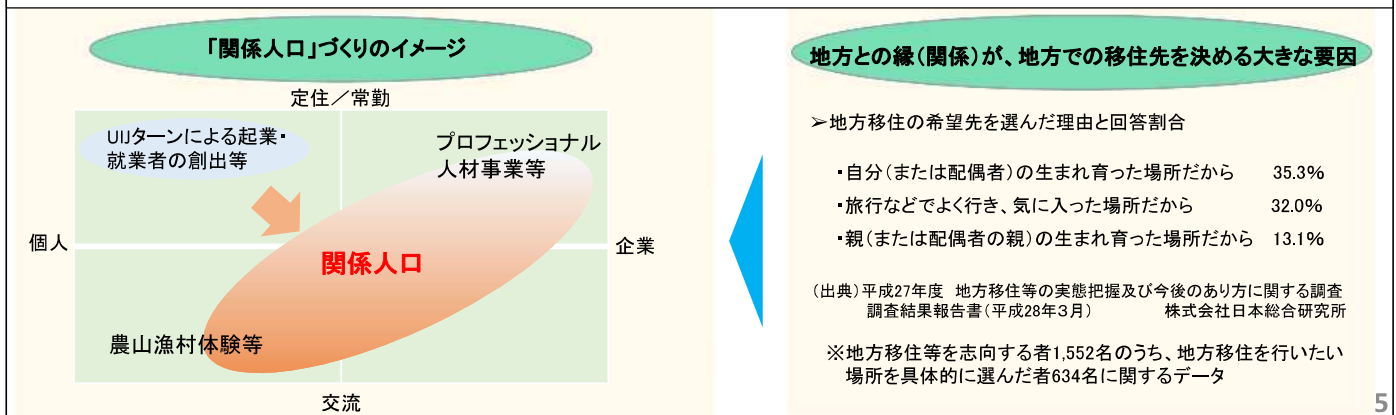 「関係人口」づくりのイメージ
定住／常勤
UIJターンによる起業・
就業者の創出等
プロフェッショナル
人材事業等
個人
関係人口
企業
農山漁村体験等
交流
地方との縁（関係）が、地方での移住先を決める大きな要因
➢地方移住の希望先を選んだ理由と回答割合
・自分（または配偶者）の生まれ育った場所だから 35.3%
・旅行などでよく行き、気に入った場所だから 32.0%
・親（または配偶者の親）の生まれ育った場所だから 13.1%
（出典）平成27年度 地方移住等の実態把握及び今後のあり方に関する調査
調査結果報告書（平成28年３月） 株式会社日本総合研究所
※地方移住等を志向する者1,552名のうち、地方移住を行いたい
場所を具体的に選んだ者634名に関するデータ
5